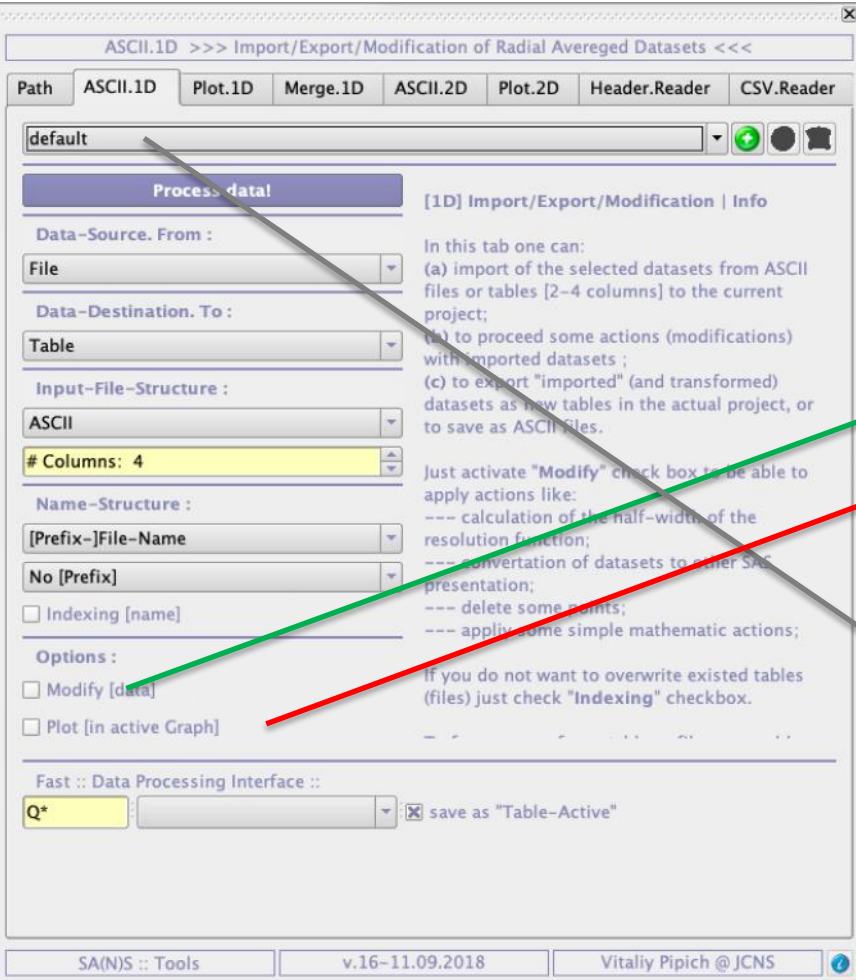 ASCII.1D >>> Import/Export/Modification of Radial Avereged Datasets <<<
Path ASCII.1D Plot.1D Merge.1D ASCII.2D Plot.2D Header.Reader CSV.Reader
default
Process data!
Data-Source. From :
File
Data-Destination. To :
Table
Input-File-Structure :
ASCII
# Columns: 4
Name-Structure :
[Prefix-]File-Name
No [Prefix]
Indexing [name]
Options :
Modify [data]
Plot [in active Graph]
[1D] Import/Export/Modification | Info
In this tab one can:
(a) import of the selected datasets from ASCII
files or tables [2-4 columns] to the current
project;
(b) to proceed some actions (modifications)
with imported datasets ;
(c) to export "imported" (and transformed)
datasets as new tables in the actual project, or
to save as ASCII files.
Just activate "Modify" check box to be able to
apply actions like:
--- calculation of the half-width of the
resolution function;
--- convertation of datasets to other SAS
presentation;
--- delete some points;
--- appliy some simple mathematic actions;
If you do not want to overwrite existed tables
(files) just check "Indexing" checkbox.
Fast :: Data Processing Interface ::
Q*
save as "Table-Active"
SA(N)S :: Tools
v.16-11.09.2018
Vitaliy Pipich @ JCNS